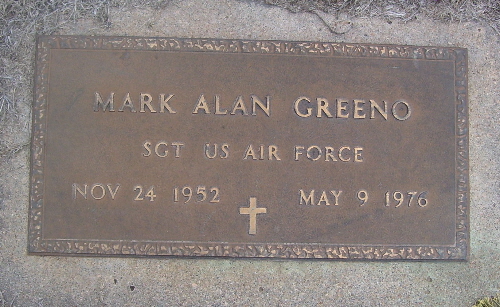 MARK ALAN GREENO
SGT US AIR FORCE
NOV 24 1952 MAY 9 1976